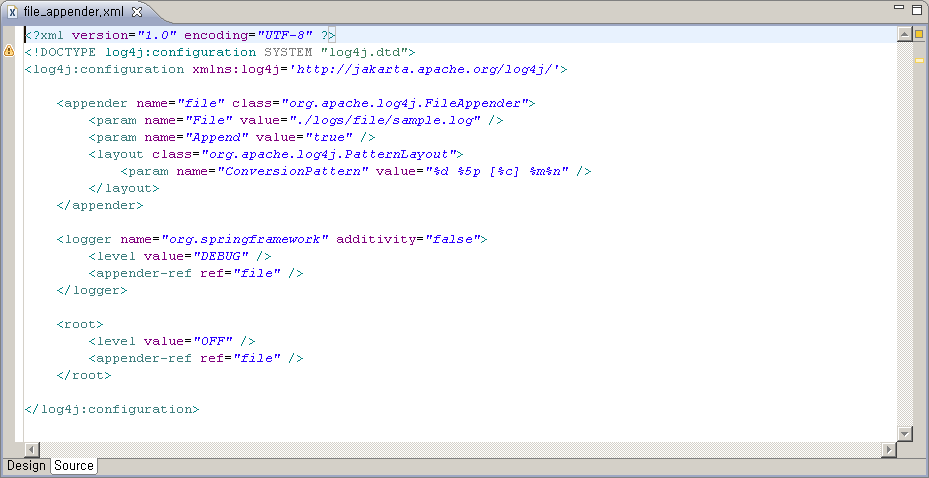 file_appender.xml
<?xml version="1.0" encoding="UTF-8" ?>
<!DOCTYPE log4j:configuration SYSTEM "log4j.dtd">
<log4j:configuration xmlns:log4j='http://jakarta.apache.org/log4j/'>
<appender name="file" class="org.apache.log4j.FileAppender">
<param name="File" value="./logs/file/sample.log" />
<param name="Append" value="true" />
<layout class="org.apache.log4j.PatternLayout">
<param name="ConversionPattern" value="%d %5p [%c] %m%n" />
</layout>
</appender>
<logger name="org.springframework" additivity="false">
<level value="DEBUG" />
<appender-ref ref="file" />
</logger>
<root>
<level value="OFF" />
<appender-ref ref="file" />
</root>
</log4j:configuration>
Design Source